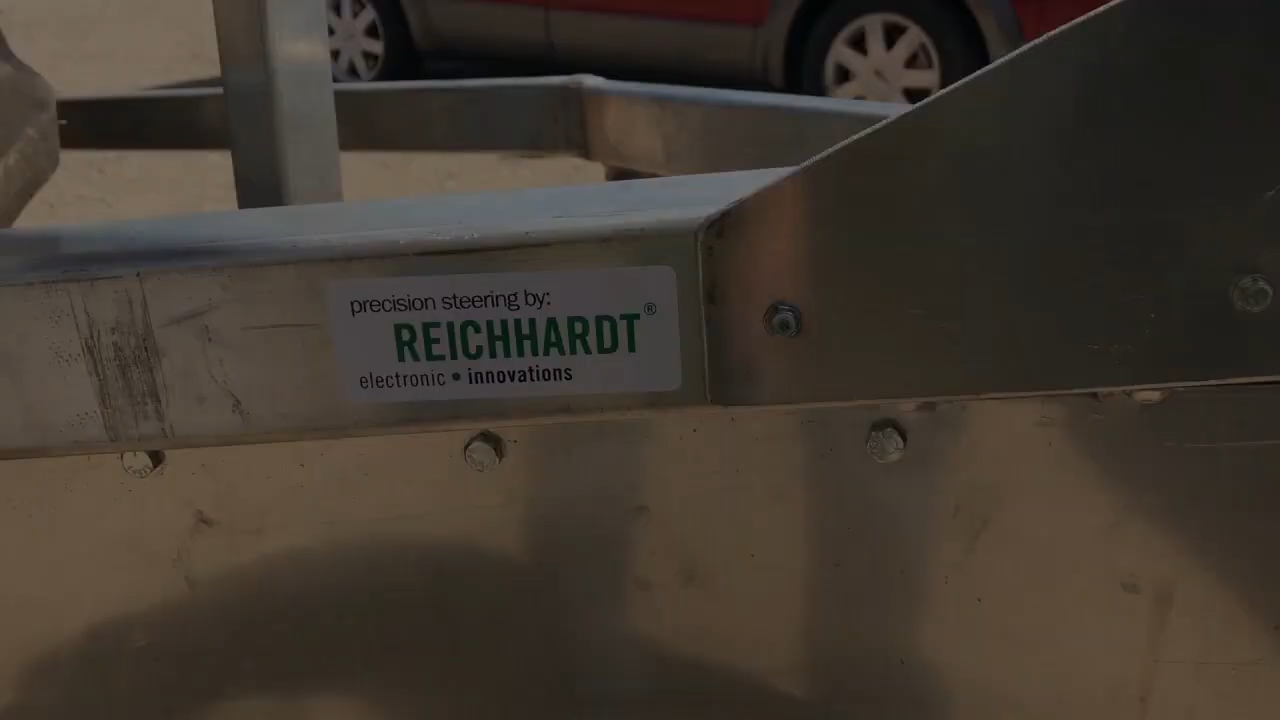 precision steering by:
REICHHARDT®
electronic • innovations